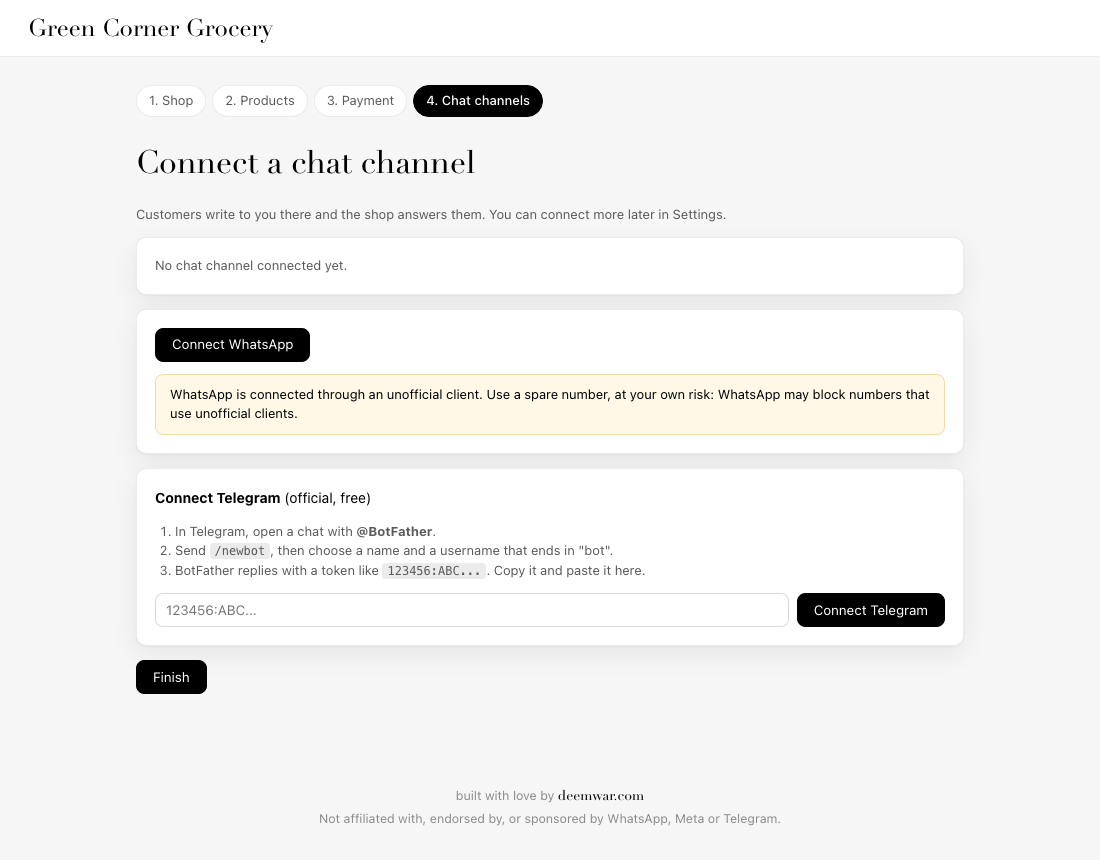 Green Corner Grocery
1. Shop
2. Products
3. Payment
4. Chat channels
Connect a chat channel
Customers write to you there and the shop answers them. You can connect more later in Settings.
No chat channel connected yet.
Connect WhatsApp
WhatsApp is connected through an unofficial client. Use a spare number, at your own risk: WhatsApp may block numbers that
use unofficial clients.
Connect Telegram (official, free)
1. In Telegram, open a chat with @BotFather.
2. Send /newbot, then choose a name and a username that ends in "bot".
3. BotFather replies with a token like 123456:ABC... . Copy it and paste it here.
123456:ABC...
Connect Telegram
Finish
built with love by deemwar.com
Not affiliated with, endorsed by, or sponsored by WhatsApp, Meta or Telegram.